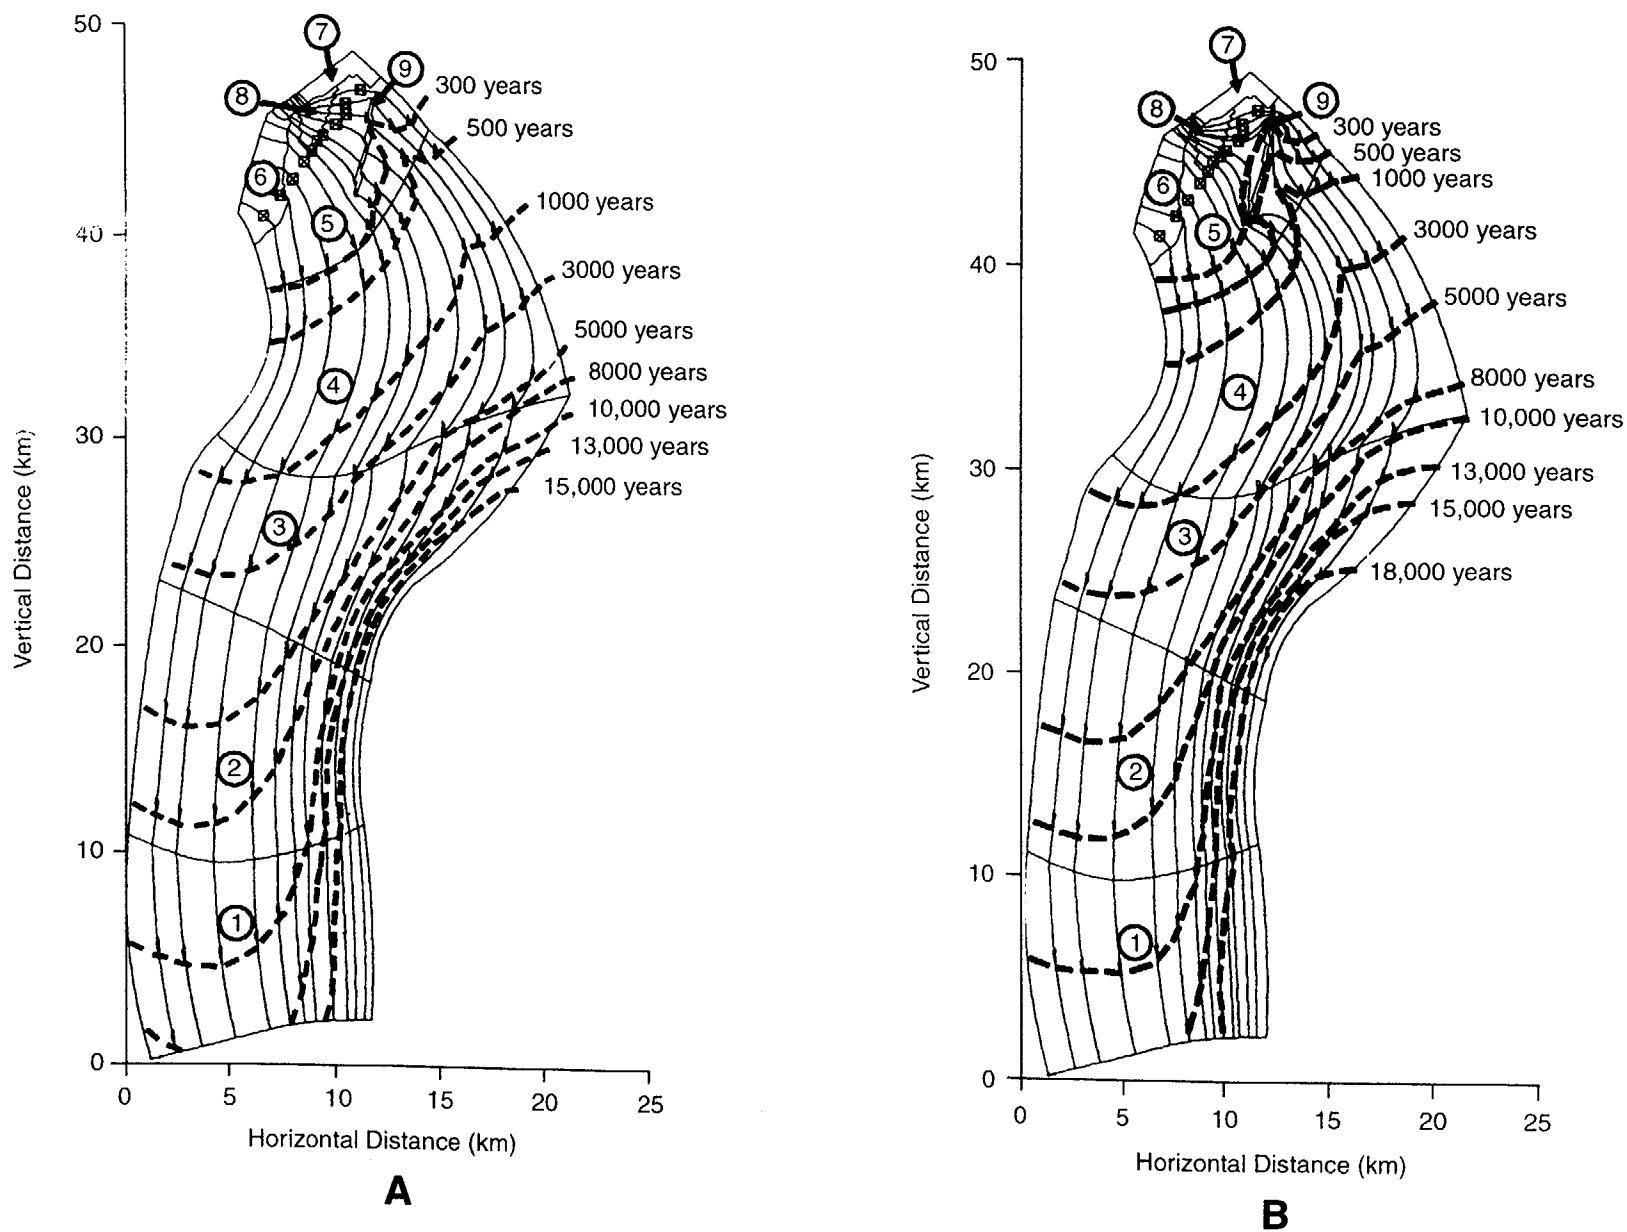 50
40
30
20
10
0
Vertical Distance (km)
0
5
10
15
20
25
Horizontal Distance (km)
7
9
8
6
5
4
3
2
1
300 years
500 years
1000 years
3000 years
5000 years
8000 years
10,000 years
13,000 years
15,000 years
A
50
40
30
20
10
0
Vertical Distance (km)
0
5
10
15
20
25
Horizontal Distance (km)
7
8
9
6
5
4
3
2
1
300 years
500 years
1000 years
3000 years
5000 years
8000 years
10,000 years
13,000 years
15,000 years
18,000 years
B